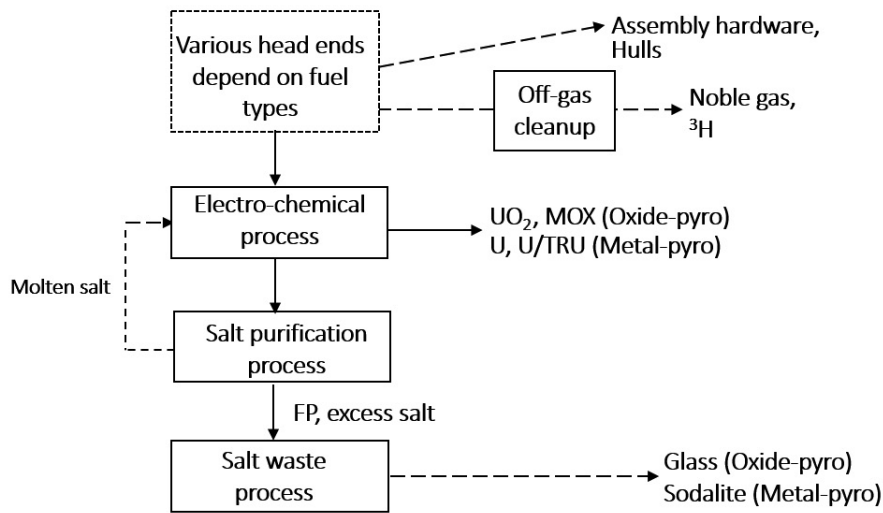 Various head ends
depend on fuel
types
Assembly hardware,
Hulls
Off-gas
cleanup
Noble gas,
³H
Electro-chemical
process
UO₂, MOX (Oxide-pyro)
U, U/TRU (Metal-pyro)
Molten salt
Salt purification
process
FP, excess salt
Salt waste
process
Glass (Oxide-pyro)
Sodalite (Metal-pyro)